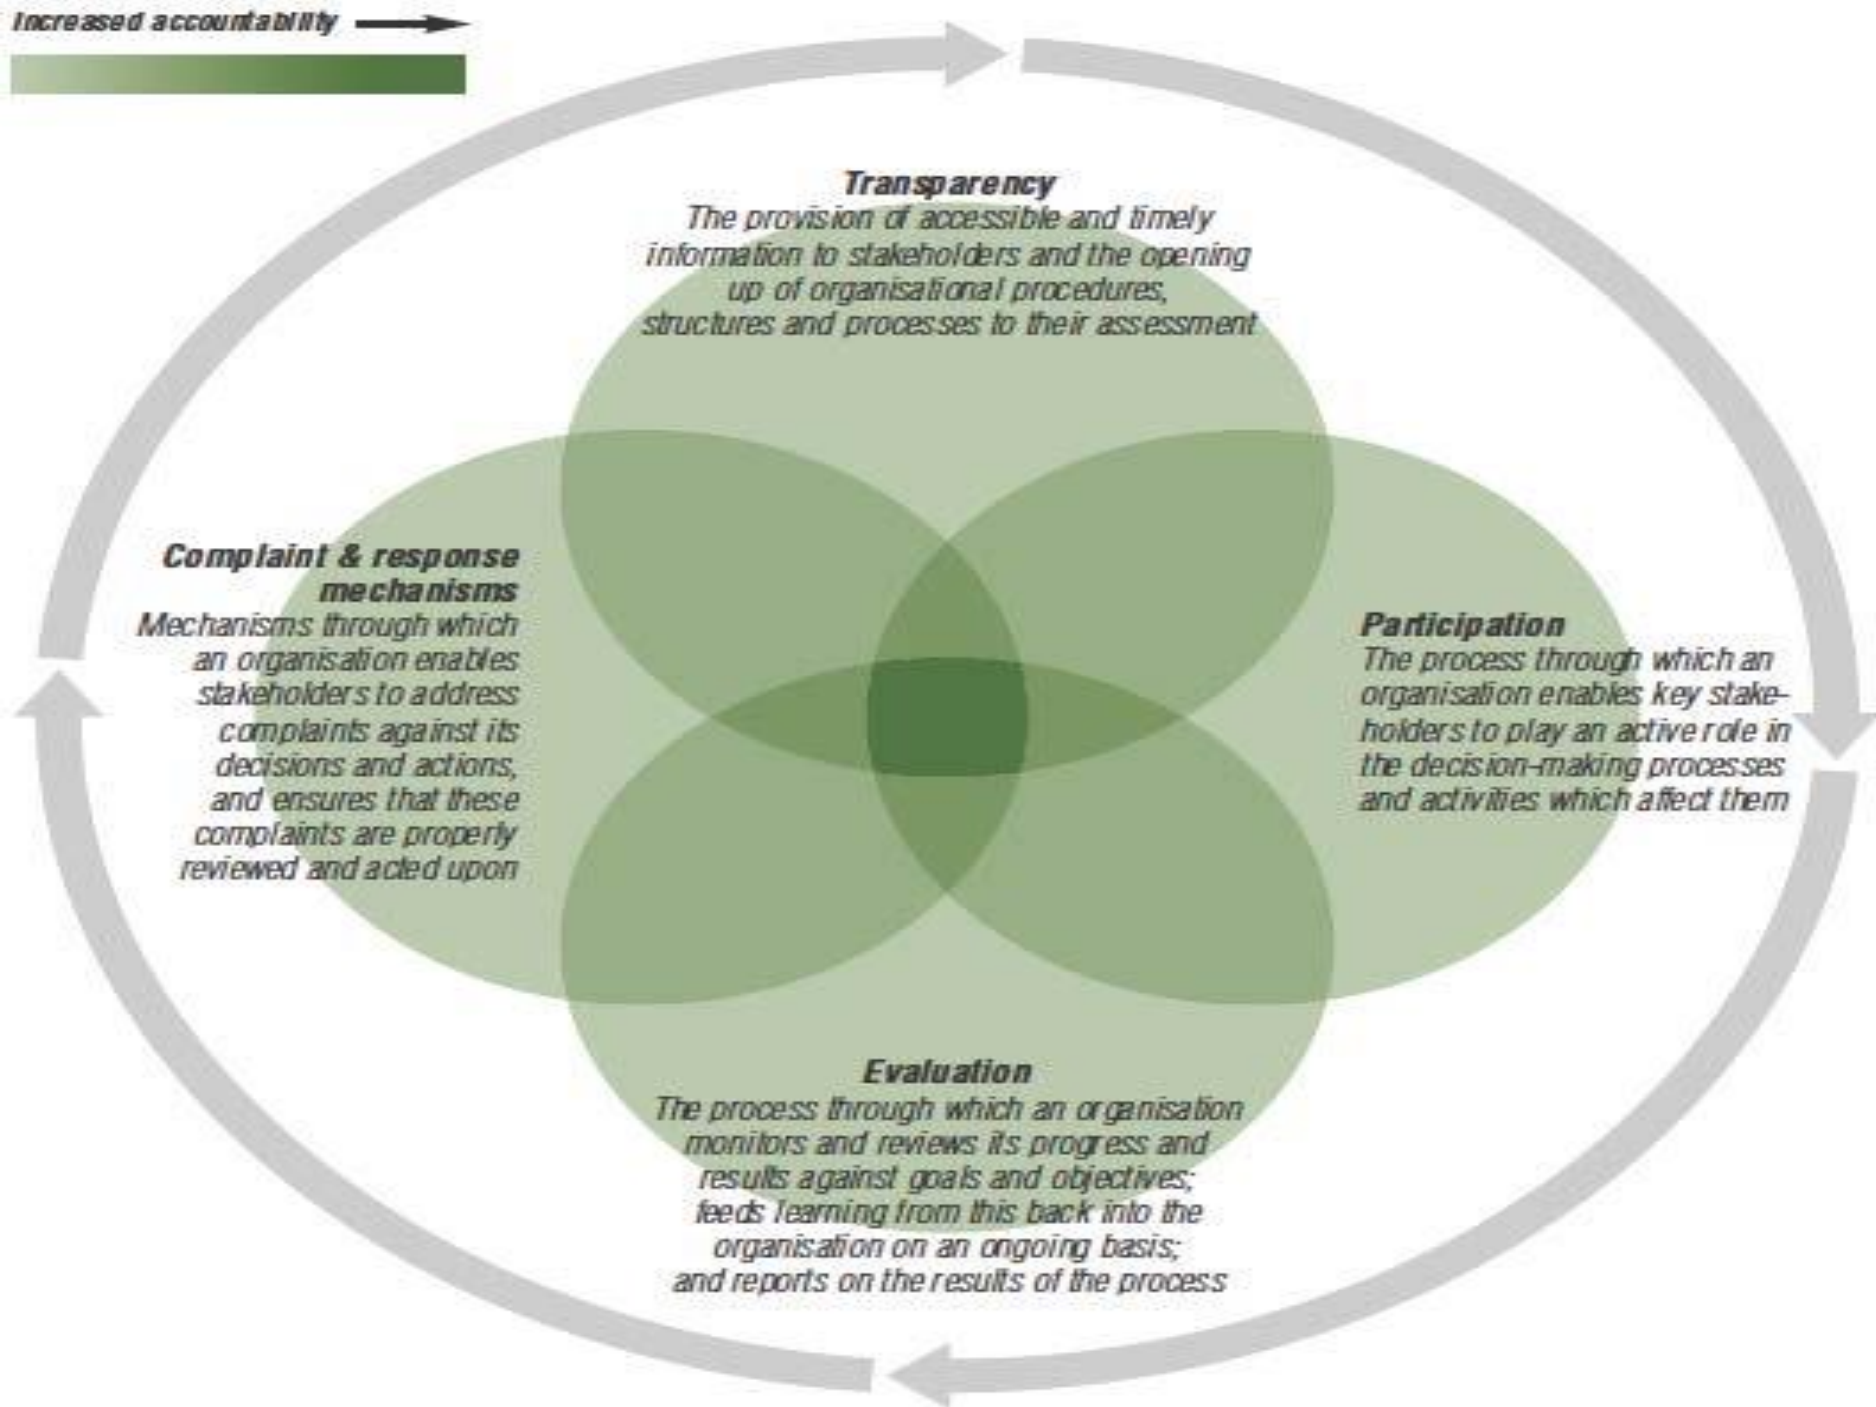 Increased accountability
Transparency
The provision of accessible and timely
information to stakeholders and the opening
up of organisational procedures,
structures and processes to their assessment
Complaint & response
mechanisms
Mechanisms through which
an organisation enables
stakeholders to address
complaints against its
decisions and actions,
and ensures that these
complaints are properly
reviewed and acted upon
Participation
The process through which an
organisation enables key stake-
holders to play an active role in
the decision-making processes
and activities which affect them
Evaluation
The process through which an organisation
monitors and reviews its progress and
results against goals and objectives;
feeds learning from this back into the
organisation on an ongoing basis;
and reports on the results of the process